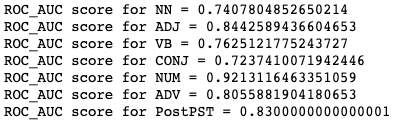 ROC_AUC score for NN = 0.7407804852650214
ROC_AUC score for ADJ = 0.8442589436604653
ROC_AUC score for VB = 0.7625121775243727
ROC_AUC score for CONJ = 0.7237410071942446
ROC_AUC score for NUM = 0.9213116463351059
ROC_AUC score for ADV = 0.8055881904180653
ROC_AUC score for PostPST = 0.8300000000000001